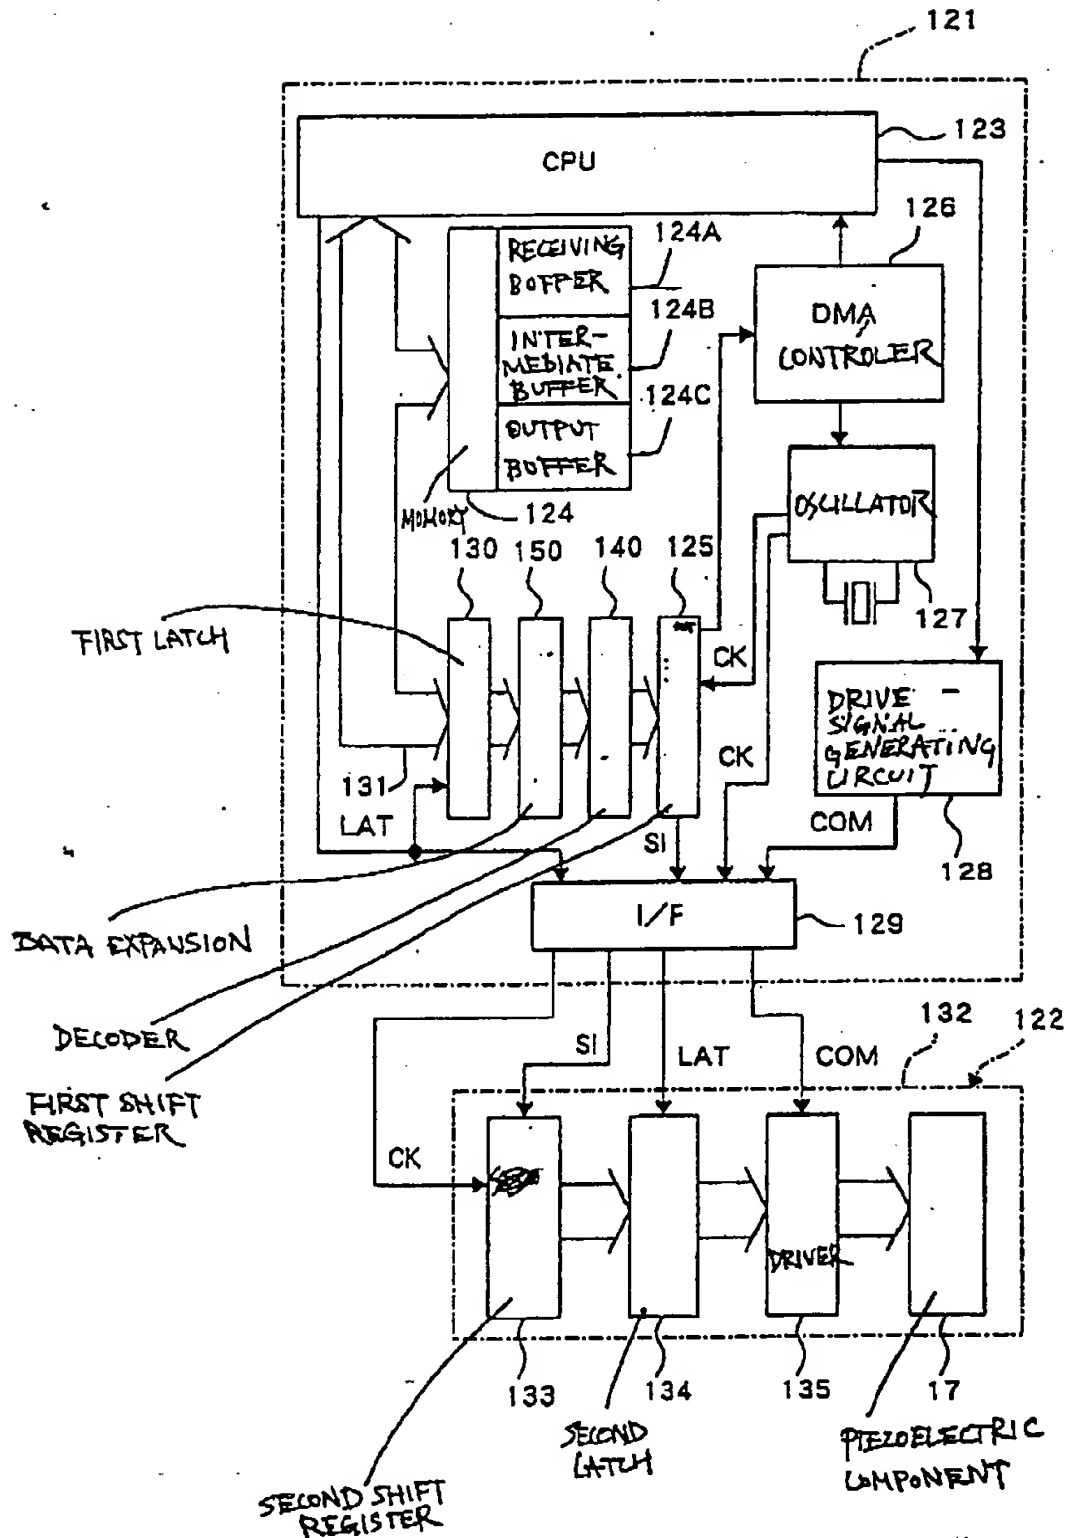 121
123
CPU
126
RECEIVING
BOFFER
124A
INTER-
MEDIATE
BUFFER
124B
OUTPUT
BOFFER
124C
DMA
CONTROLER
MOMORY
124
OSCILLATOR
127
130
150
140
125
FIRST LATCH
CK
CK
131
LAT
SI
DRIVE
SIGNAL
GENERATING
CIRCUIT
COM
128
I/F
129
DATA EXPANSION
DECODER
FIRST SHIFT
REGISTER
SI
LAT
COM
132
122
CK
DRIVER
133
134
135
17
SECOND SHIFT
REGISTER
SECOND
LATCH
PIEZOELECTRIC
COMPONENT